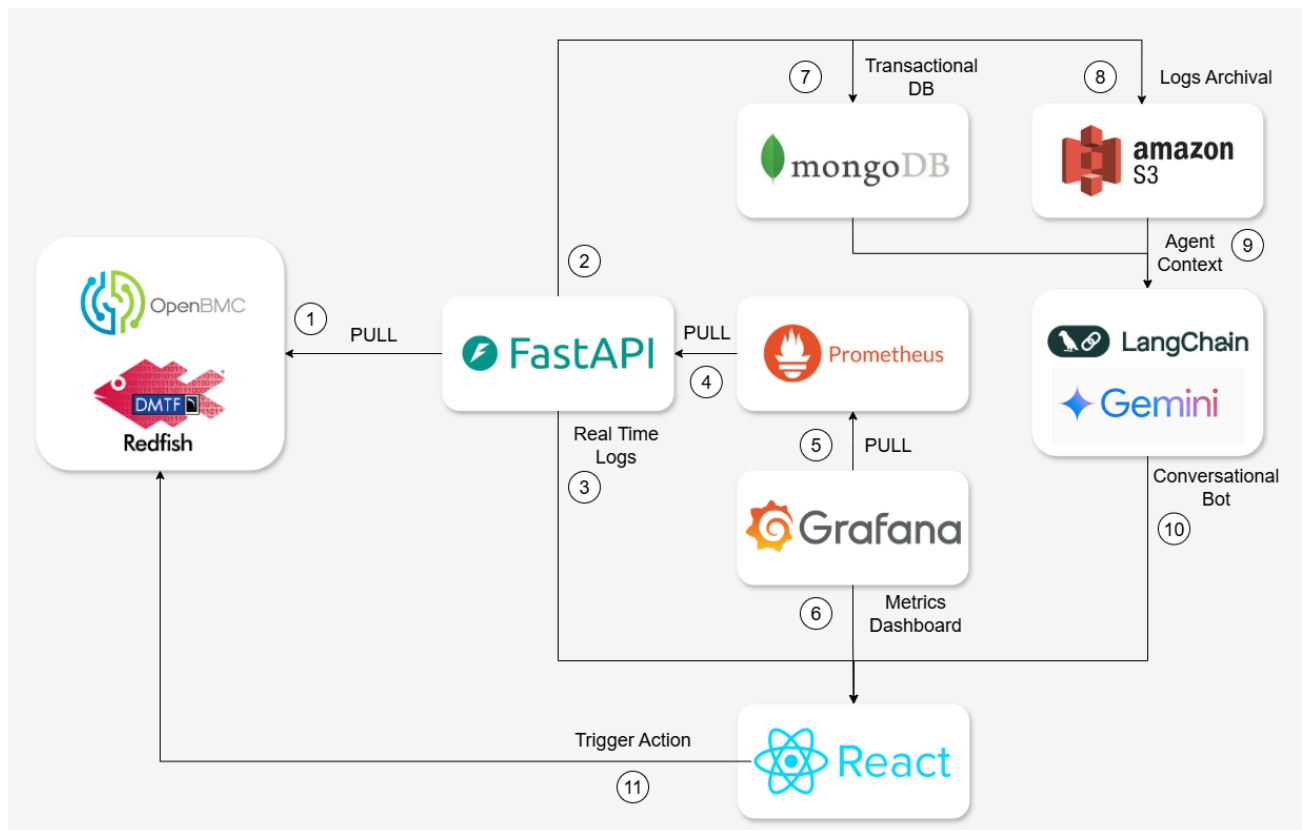 7
Transactional
DB
8
Logs Archival
mongoDB
amazon
S3
2
Agent
Context
9
OpenBMC
1
PULL
FastAPI
PULL
4
Prometheus
LangChain
Gemini
DMTF
Redfish
Real Time
Logs
3
5
PULL
Grafana
Conversational
Bot
10
6
Metrics
Dashboard
React
Trigger Action
11